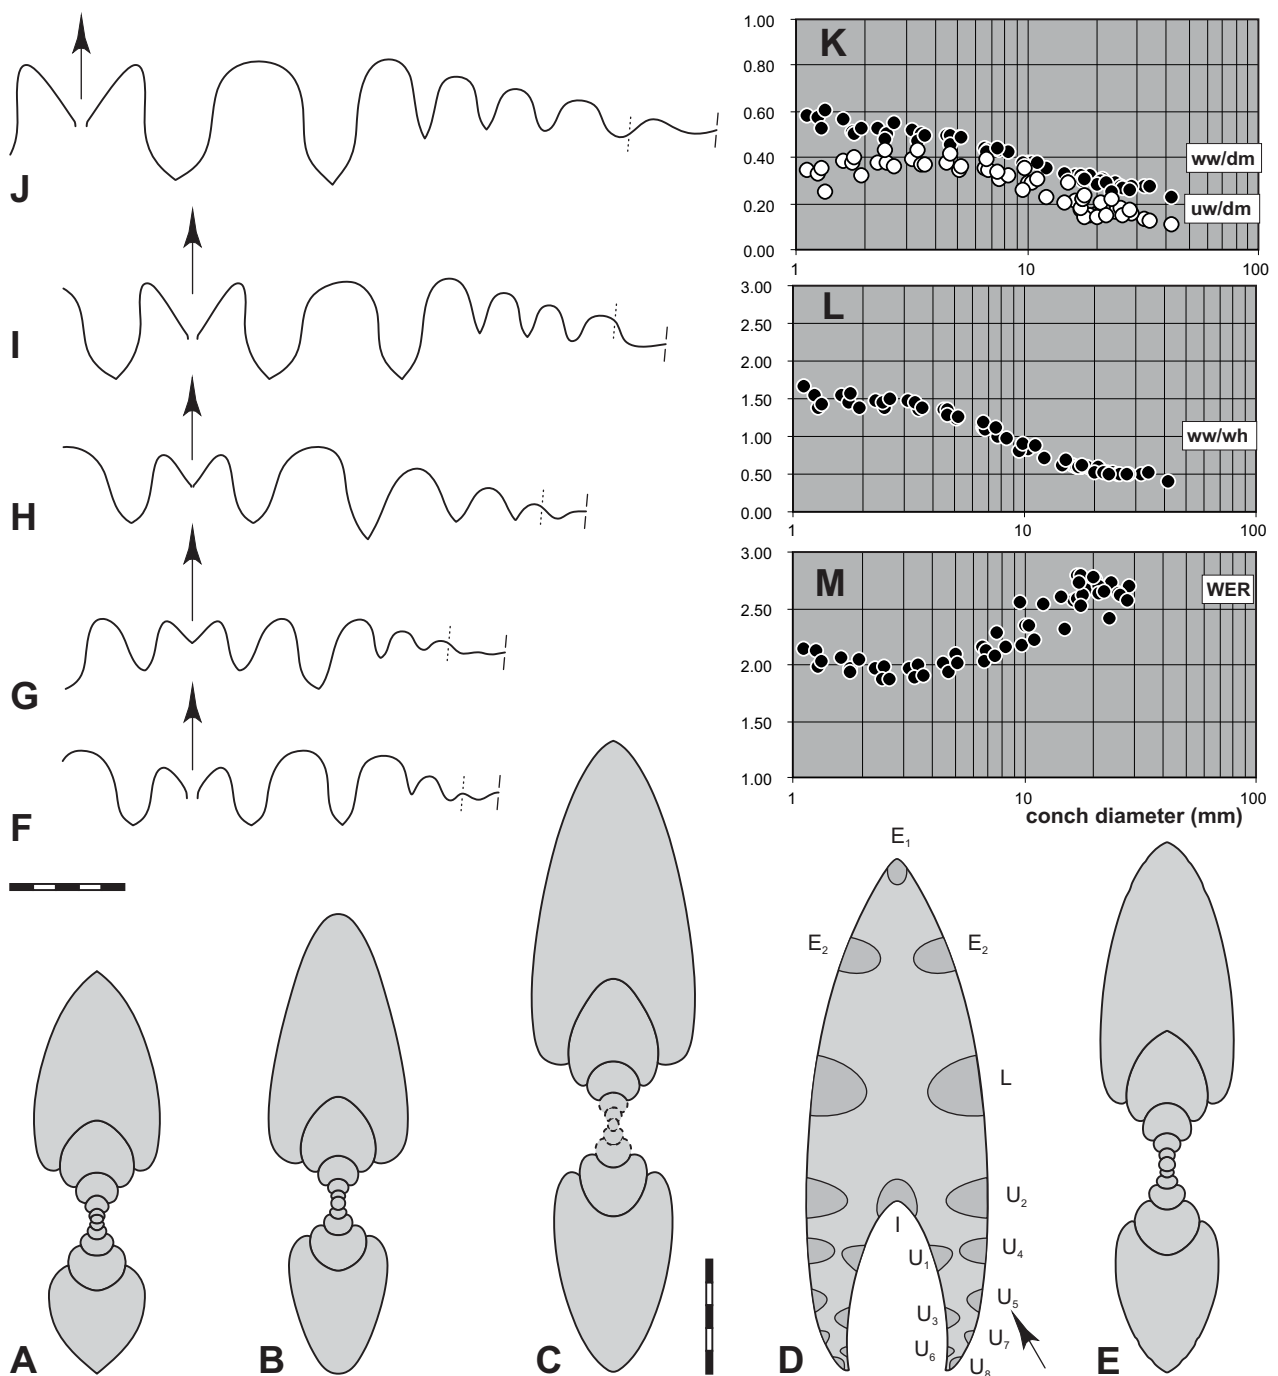 J
I
H
G
F
1.00
0.80
0.60
0.40
0.20
0.00
K
ww/dm
uw/dm
1 10 100
3.00
2.50
2.00
1.50
1.00
0.50
0.00
L
ww/wh
1 10 100
3.00
2.50
2.00
1.50
1.00
M
WER
1 10 100
conch diameter (mm)
A
B
C
E₁
E₂ E₂
L
U₂
I
U₁ U₄
U₅
U₃
U₇
U₆
U₈
D
E